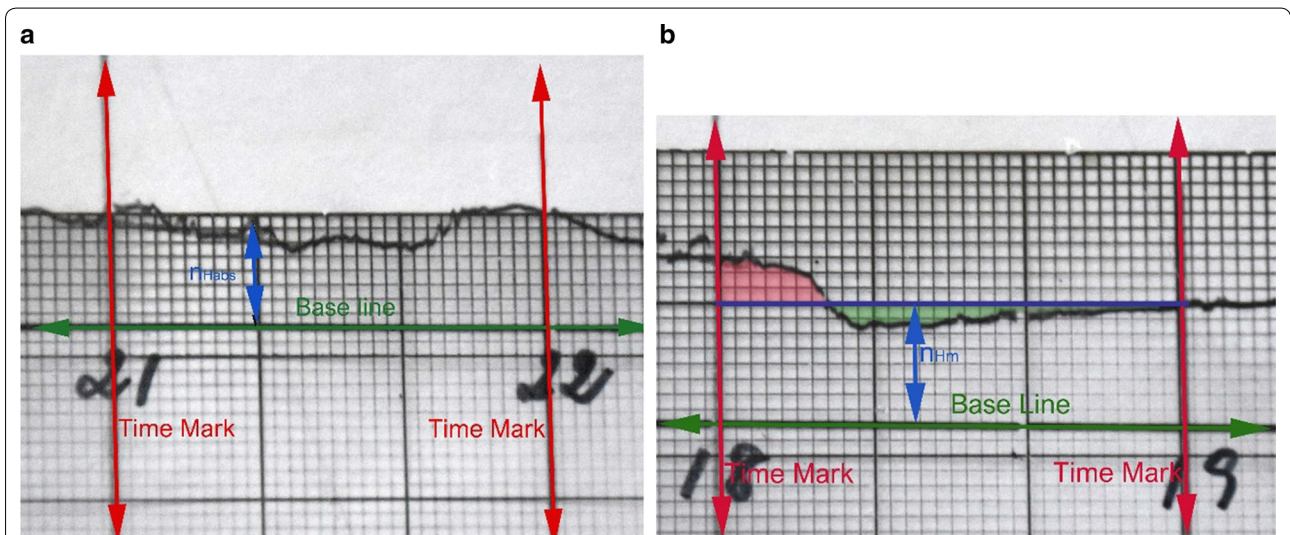 a
b
nHabs
Base line
21
22
Time Mark
Time Mark
nHm
Base Line
18
19
Time Mark
Time Mark